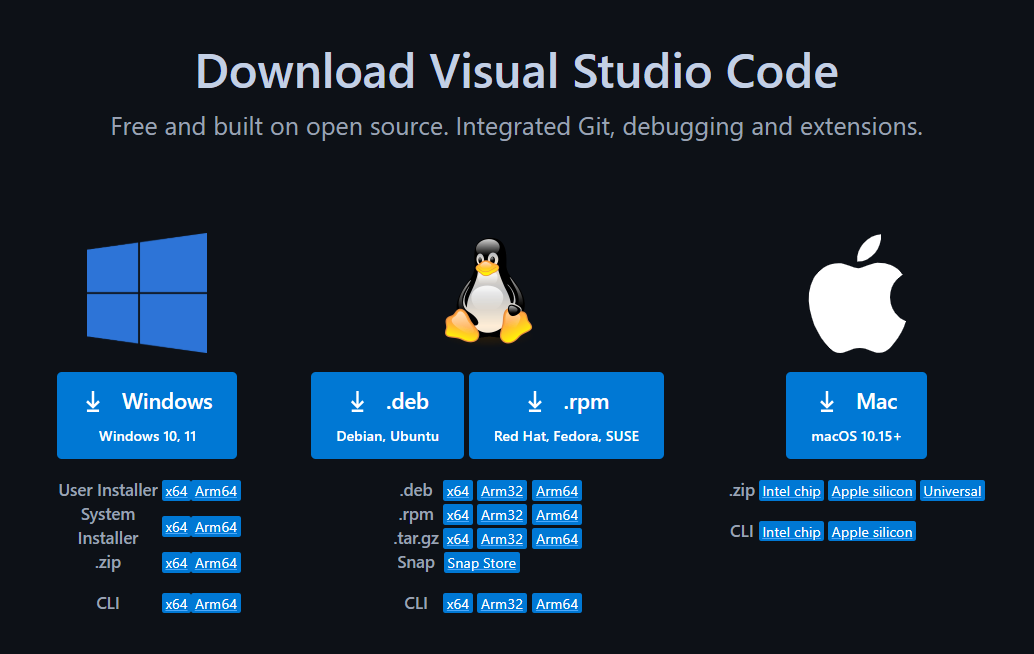 Download Visual Studio Code
Free and built on open source. Integrated Git, debugging and extensions.
Windows
Windows 10, 11
User Installer x64 Arm64
System
Installer x64 Arm64
.zip x64 Arm64
CLI x64 Arm64
.deb
Debian, Ubuntu
.rpm
Red Hat, Fedora, SUSE
.deb x64 Arm32 Arm64
.rpm x64 Arm32 Arm64
.tar.gz x64 Arm32 Arm64
Snap Snap Store
CLI x64 Arm32 Arm64
Mac
macOS 10.15+
.zip Intel chip Apple silicon Universal
CLI Intel chip Apple silicon